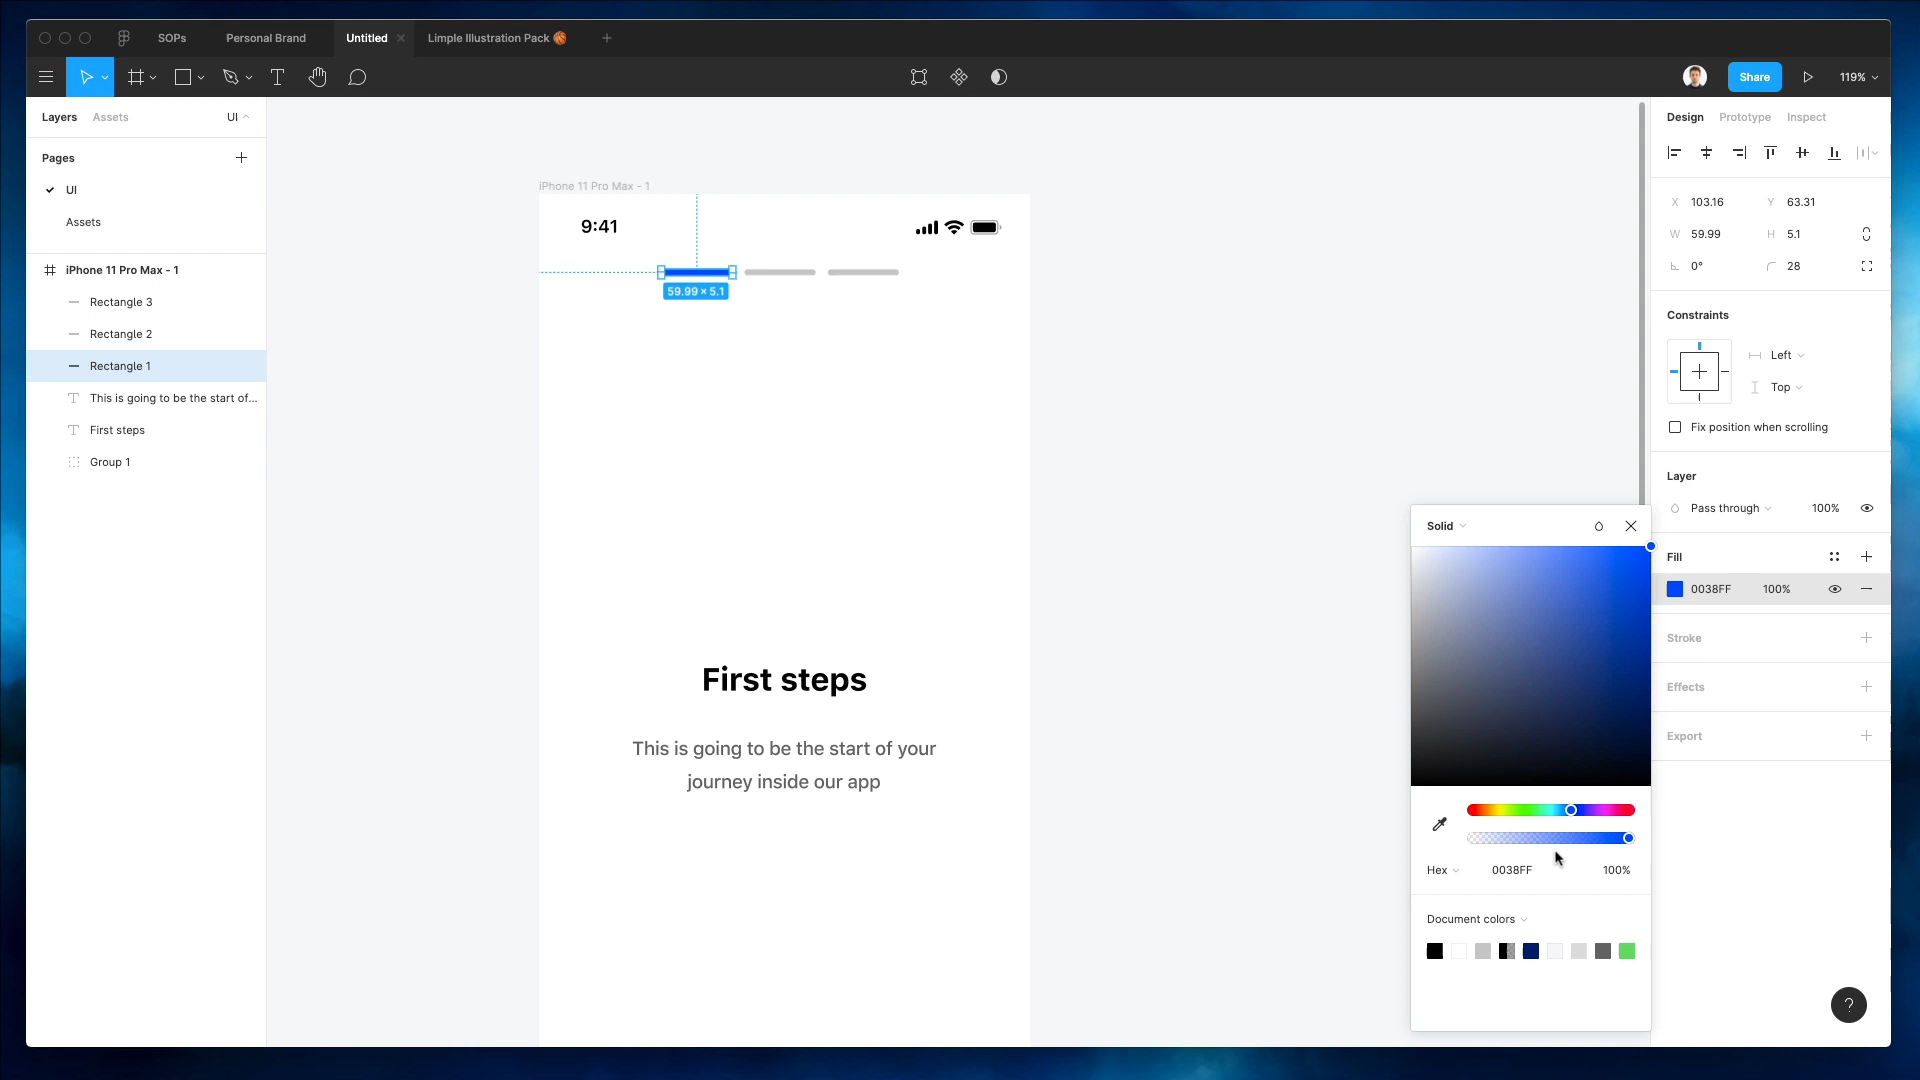 SOPs
Personal Brand
Untitled
Limple Illustration Pack 🏀
Share
119%
Layers
Assets
UI
Pages
UI
Assets
iPhone 11 Pro Max - 1
Rectangle 3
Rectangle 2
Rectangle 1
This is going to be the start of...
First steps
Group 1
iPhone 11 Pro Max - 1
9:41
59.99 × 5.1
First steps
This is going to be the start of your
journey inside our app
Solid
Hex
0038FF
100%
Document colors
Design
Prototype
Inspect
X 103.16
Y 63.31
W 59.99
H 5.1
0°
28
Constraints
Left
Top
Fix position when scrolling
Layer
Pass through
100%
Fill
0038FF
100%
Stroke
Effects
Export
?